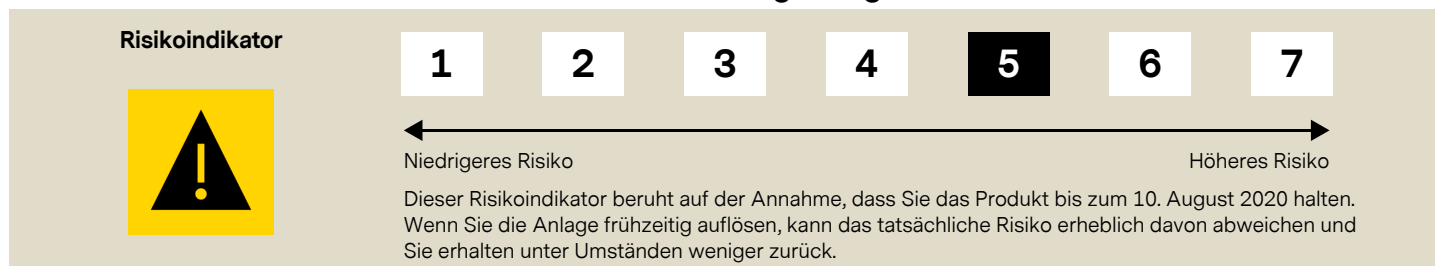 Risikoindikator
1 2 3 4 5 6 7
Niedrigeres Risiko Höheres Risiko
Dieser Risikoindikator beruht auf der Annahme, dass Sie das Produkt bis zum 10. August 2020 halten.
Wenn Sie die Anlage frühzeitig auflösen, kann das tatsächliche Risiko erheblich davon abweichen und
Sie erhalten unter Umständen weniger zurück.